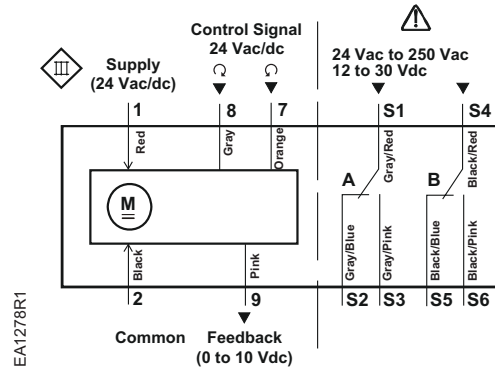 Control Signal
24 Vac/dc
III
Supply
(24 Vac/dc)
24 Vac to 250 Vac
12 to 30 Vdc
1
8
7
S1
S4
Red
Gray
Orange
Gray/Red
Black/Red
A
B
M
Black
Pink
Gray/Blue
Gray/Pink
Black/Blue
Black/Pink
2
9
S2
S3
S5
S6
Common
Feedback
(0 to 10 Vdc)
EA1278R1